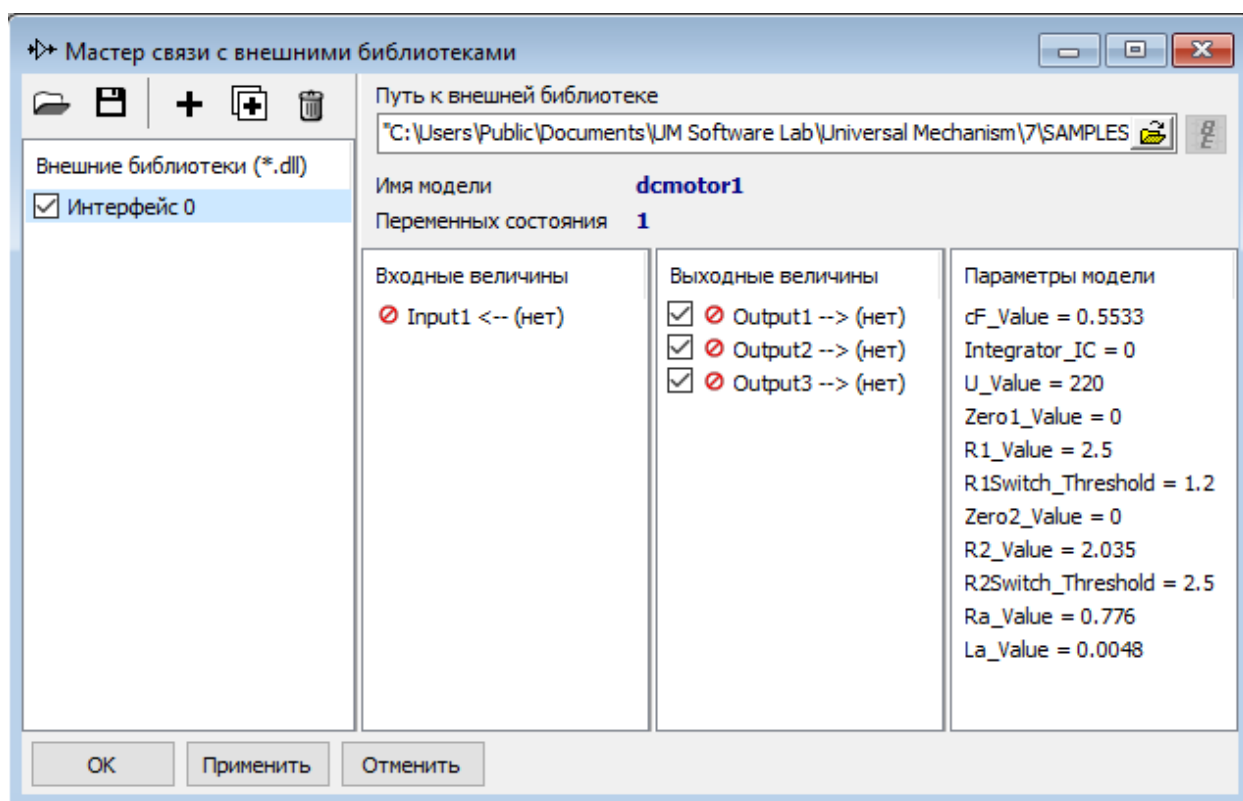 Мастер связи с внешними библиотеками
Внешние библиотеки (*.dll)
Интерфейс 0
Путь к внешней библиотеке
"C:\Users\Public\Documents\UM Software Lab\Universal Mechanism\7\SAMPLES
Имя модели dcmotor1
Переменных состояния 1
Входные величины
Input1 <-- (нет)
Выходные величины
Output1 --> (нет)
Output2 --> (нет)
Output3 --> (нет)
Параметры модели
cF_Value = 0.5533
Integrator_IC = 0
U_Value = 220
Zero1_Value = 0
R1_Value = 2.5
R1Switch_Threshold = 1.2
Zero2_Value = 0
R2_Value = 2.035
R2Switch_Threshold = 2.5
Ra_Value = 0.776
La_Value = 0.0048
OK
Применить
Отменить